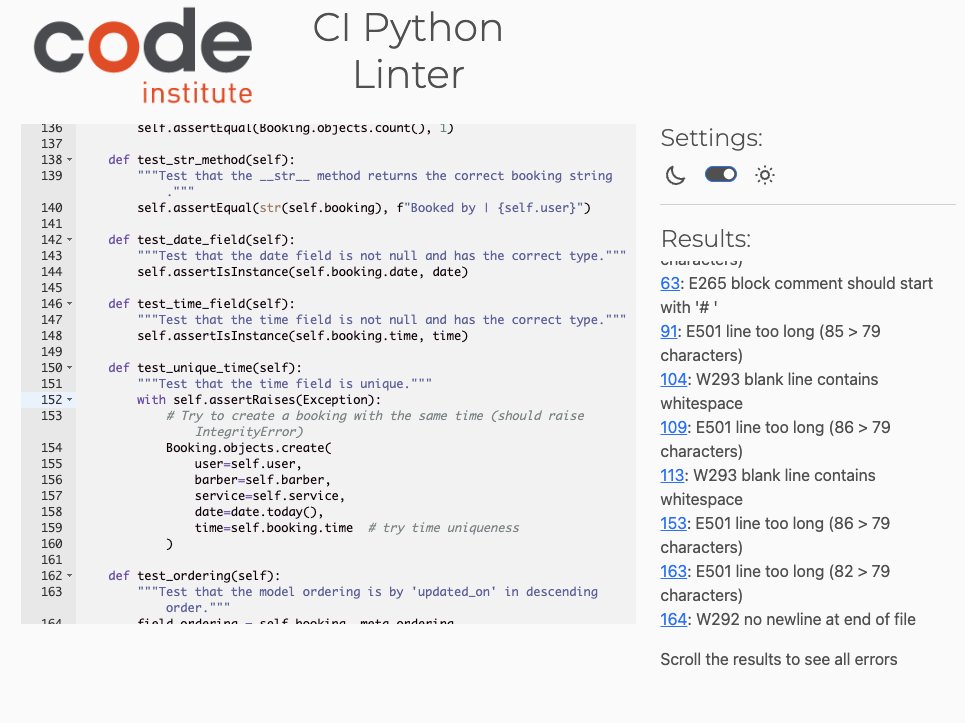 code
institute
CI Python
Linter
136 self.assertEqual(Booking.objects.count(), 1)
137
138 def test_str_method(self):
139 """Test that the __str__ method returns the correct booking string
."""
140 self.assertEqual(str(self.booking), f"Booked by | {self.user}")
141
142 def test_date_field(self):
143 """Test that the date field is not null and has the correct type."""
144 self.assertIsInstance(self.booking.date, date)
145
146 def test_time_field(self):
147 """Test that the time field is not null and has the correct type."""
148 self.assertIsInstance(self.booking.time, time)
149
150 def test_unique_time(self):
151 """Test that the time field is unique."""
152 with self.assertRaises(Exception):
153 # Try to create a booking with the same time (should raise
IntegrityError)
154 Booking.objects.create(
155 user=self.user,
156 barber=self.barber,
157 service=self.service,
158 date=date.today(),
159 time=self.booking.time  # try time uniqueness
160 )
161
162 def test_ordering(self):
163 """Test that the model ordering is by 'updated_on' in descending
order."""
164 field_ordering = self.booking._meta.ordering
Settings:
Results:
characters)
63: E265 block comment should start
with '# '
91: E501 line too long (85 > 79
characters)
104: W293 blank line contains
whitespace
109: E501 line too long (86 > 79
characters)
113: W293 blank line contains
whitespace
153: E501 line too long (86 > 79
characters)
163: E501 line too long (82 > 79
characters)
164: W292 no newline at end of file
Scroll the results to see all errors